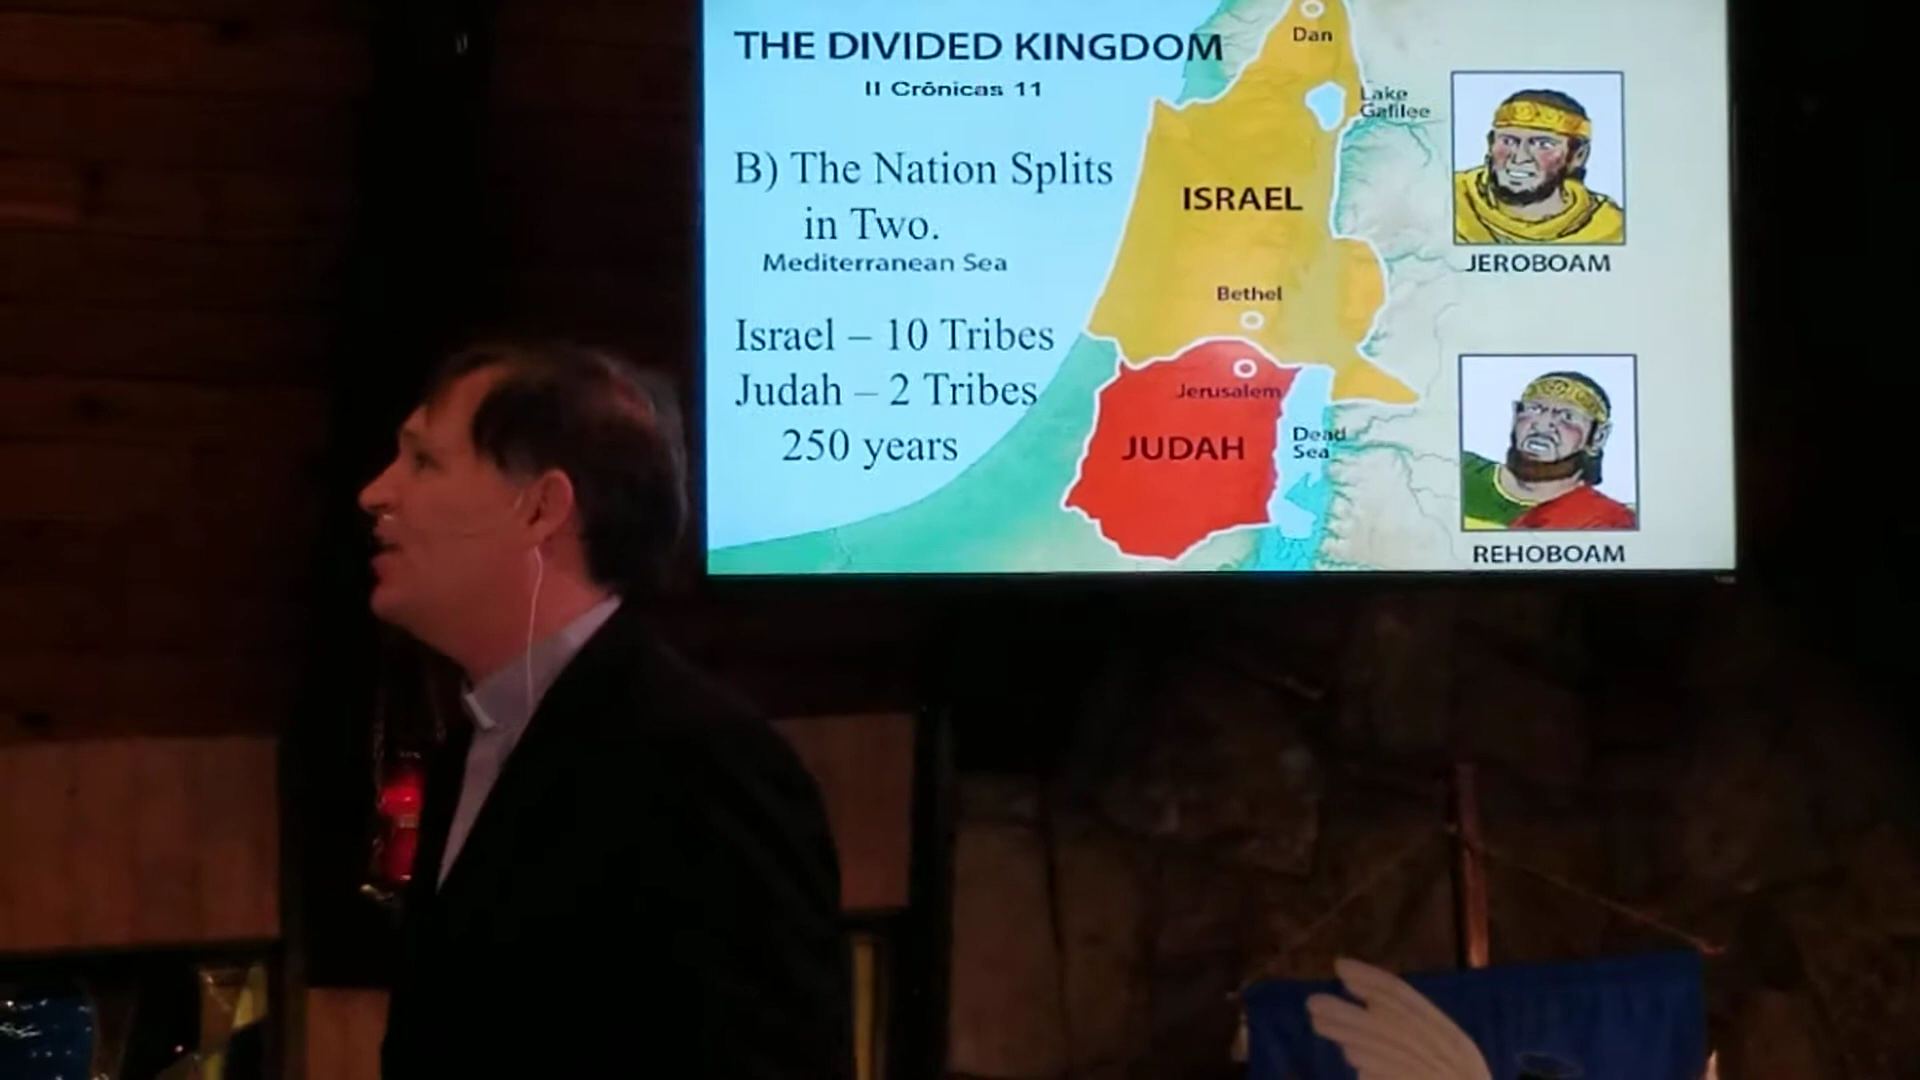 THE DIVIDED KINGDOM
II Crōnicas 11
B) The Nation Splits
in Two.
Mediterranean Sea
Israel – 10 Tribes
Judah – 2 Tribes
250 years
Dan
Lake
Galilee
ISRAEL
Bethel
Jerusalem
JUDAH
Dead
Sea
JEROBOAM
REHOBOAM